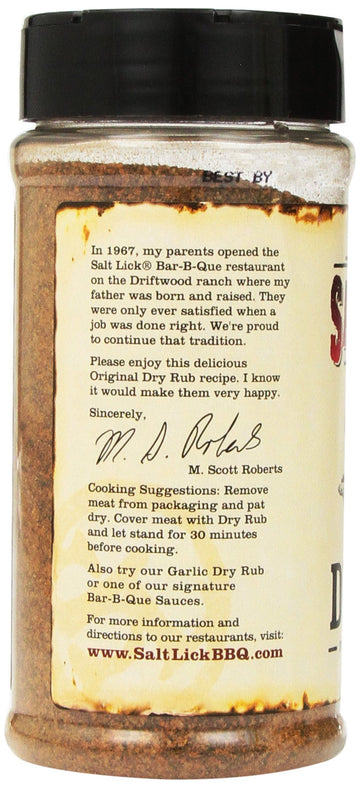 BEST BY
In 1967, my parents opened the
Salt Lick® Bar-B-Que restaurant
on the Driftwood ranch where my
father was born and raised. They
were only ever satisfied when a
job was done right. We're proud
to continue that tradition.
Please enjoy this delicious
Original Dry Rub recipe. I know
it would make them very happy.
Sincerely,
M. S. Roberts
M. Scott Roberts
Cooking Suggestions: Remove
meat from packaging and pat
dry. Cover meat with Dry Rub
and let stand for 30 minutes
before cooking.
Also try our Garlic Dry Rub
or one of our signature
Bar-B-Que Sauces.
For more information and
directions to our restaurants, visit:
www.SaltLickBBQ.com